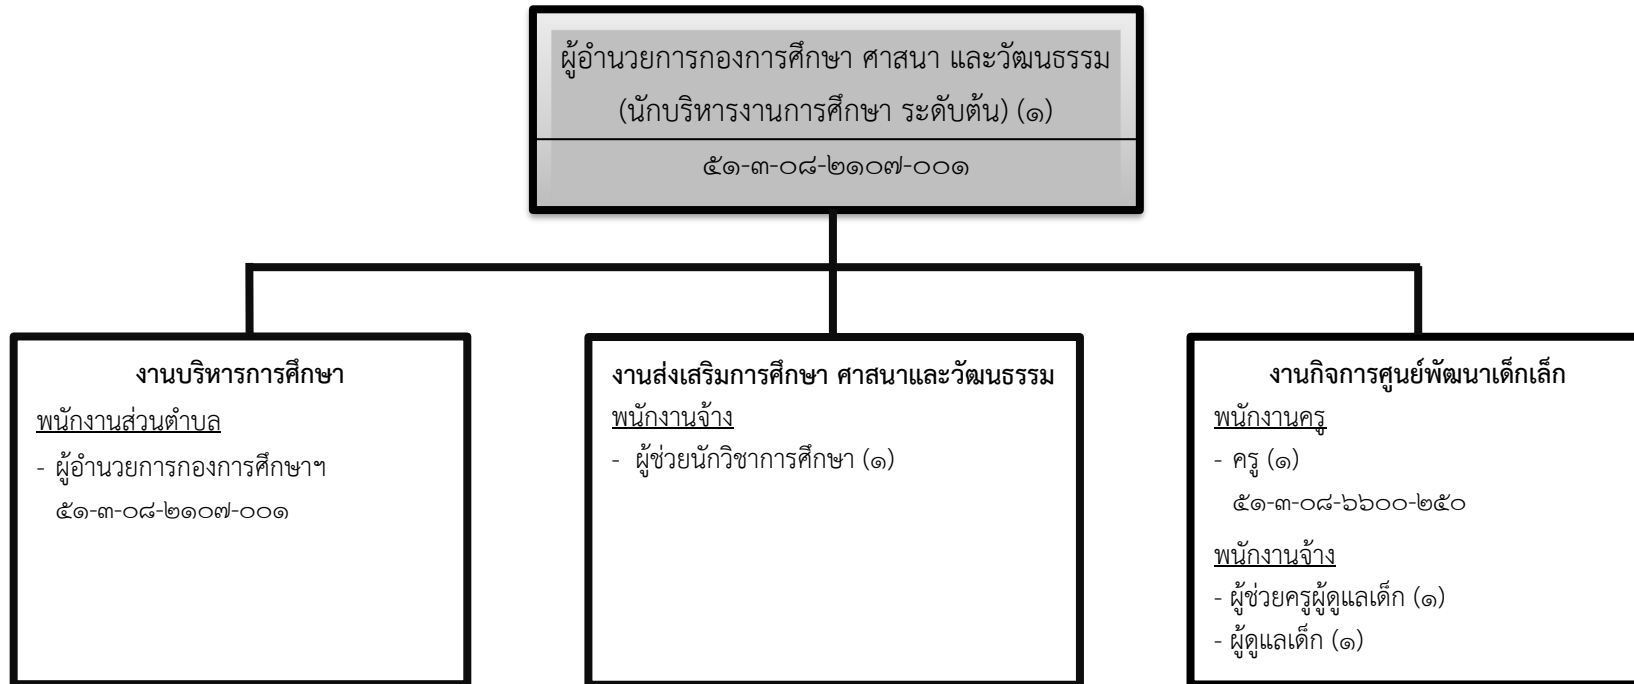 ผู้อำนวยการกองการศึกษา ศาสนา และวัฒนธรรม
(นักบริหารงานการศึกษา ระดับต้น) (๑)
๕๑-๓-๐๘-๒๑๐๗-๐๐๑
งานบริหารการศึกษา
พนักงานส่วนตำบล
- ผู้อำนวยการกองการศึกษาฯ
๕๑-๓-๐๘-๒๑๐๗-๐๐๑
งานส่งเสริมการศึกษา ศาสนาและวัฒนธรรม
พนักงานจ้าง
- ผู้ช่วยนักวิชาการศึกษา (๑)
งานกิจการศูนย์พัฒนาเด็กเล็ก
พนักงานครู
- ครู (๑)
๕๑-๓-๐๘-๖๖๐๐-๒๕๐
พนักงานจ้าง
- ผู้ช่วยครูผู้ดูแลเด็ก (๑)
- ผู้ดูแลเด็ก (๑)